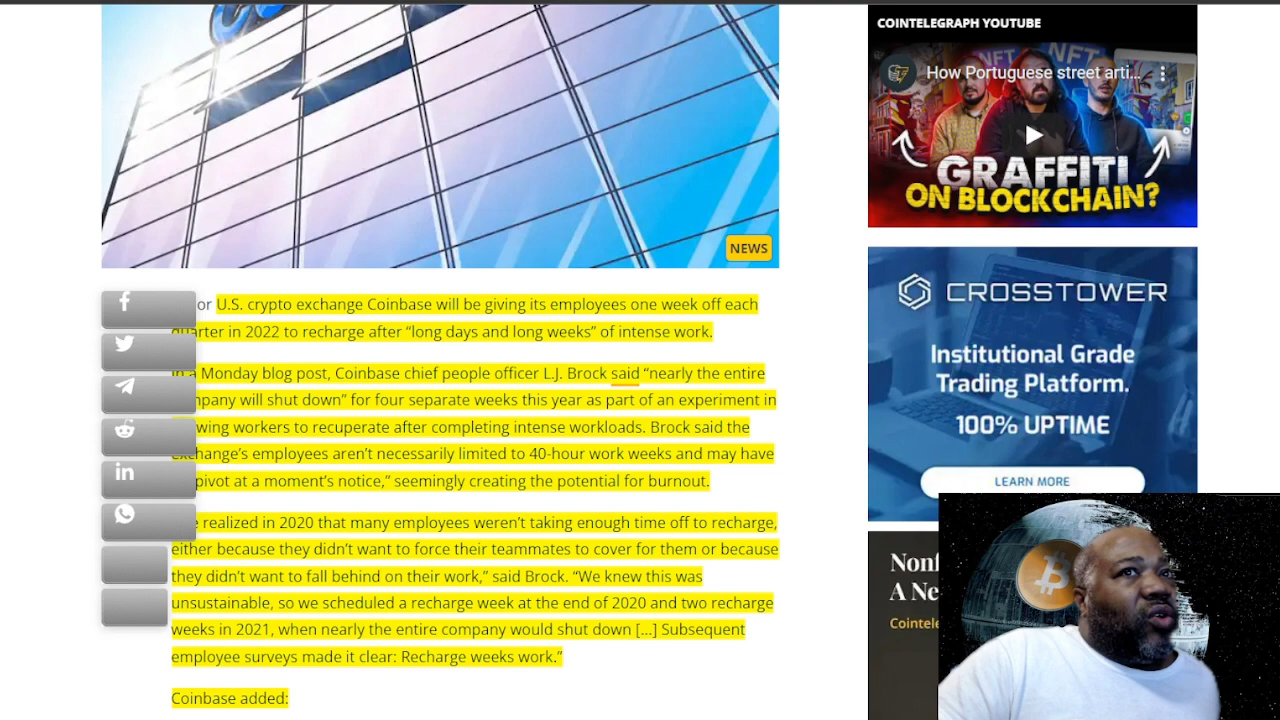 NEWS
or U.S. crypto exchange Coinbase will be giving its employees one week off each
quarter in 2022 to recharge after “long days and long weeks” of intense work.
In a Monday blog post, Coinbase chief people officer L.J. Brock said “nearly the entire
mpany will shut down” for four separate weeks this year as part of an experiment in
wing workers to recuperate after completing intense workloads. Brock said the
exchange’s employees aren’t necessarily limited to 40-hour work weeks and may have
pivot at a moment’s notice,” seemingly creating the potential for burnout.
e realized in 2020 that many employees weren’t taking enough time off to recharge,
either because they didn’t want to force their teammates to cover for them or because
they didn’t want to fall behind on their work,” said Brock. “We knew this was
unsustainable, so we scheduled a recharge week at the end of 2020 and two recharge
weeks in 2021, when nearly the entire company would shut down [...] Subsequent
employee surveys made it clear: Recharge weeks work.”
Coinbase added:
COINTELEGRAPH YOUTUBE
NFT NFT
How Portuguese street arti...
GRAFFITI
ON BLOCKCHAIN?
CROSSTOWER
Institutional Grade
Trading Platform.
100% UPTIME
LEARN MORE
Nonf
A Ne
Cointele